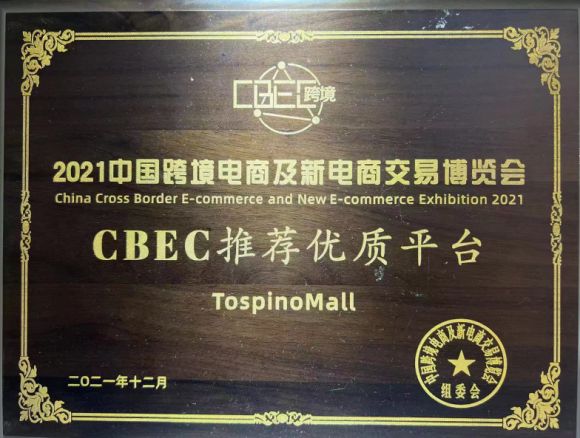 CBEC跨境
2021中国跨境电商及新电商交易博览会
China Cross Border E-commerce and New E-commerce Exhibition 2021
CBEC推荐优质平台
TospinoMall
中国跨境电商及新电商交易博览会
组委会
二〇二一年十二月